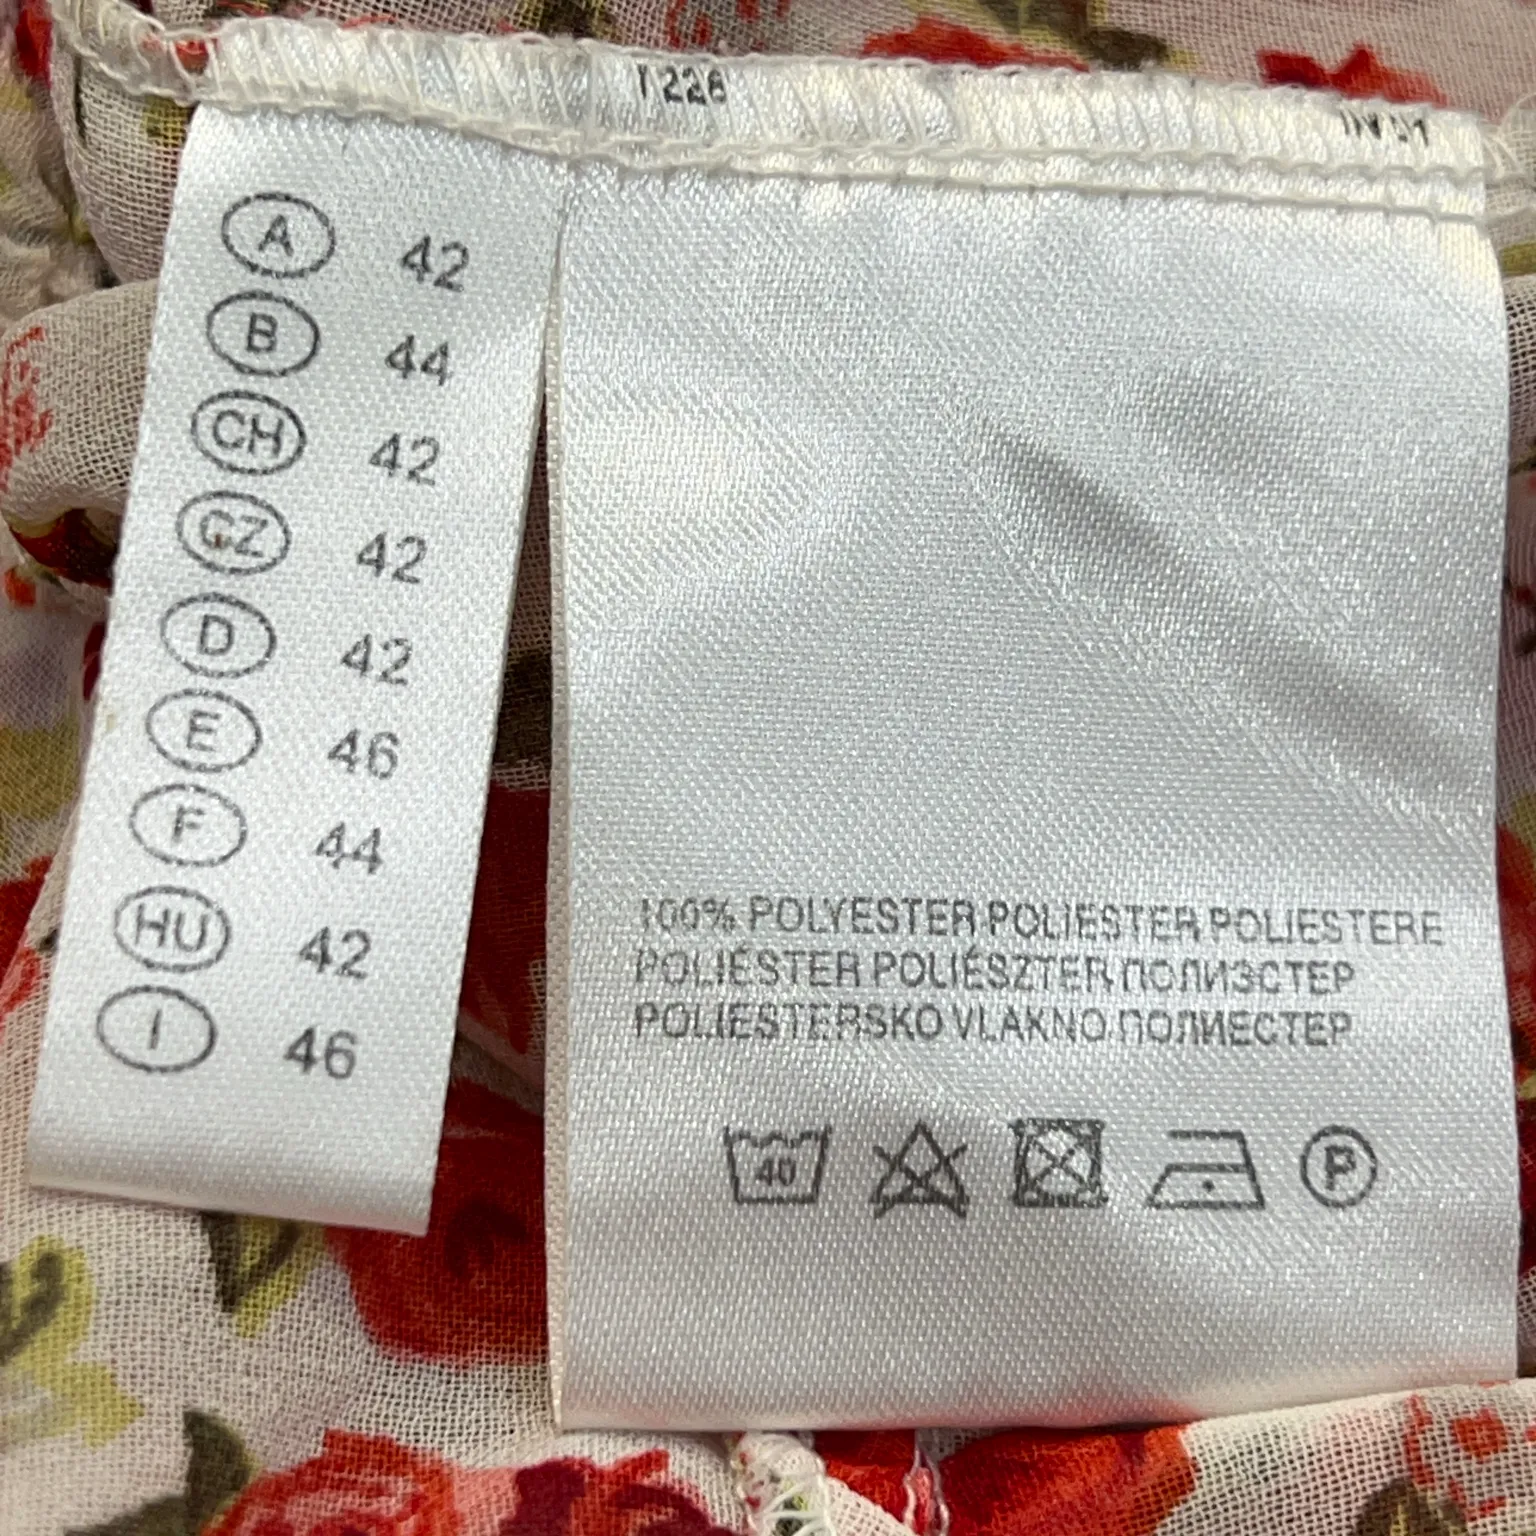 1228
A 42
B 44
CH 42
CZ 42
D 42
E 46
F 44
HU 42
I 46
100% POLYESTER POLIESTER POLIESTERE
POLIÉSTER POLIÉSZTER ПОЛИЭСТЕР
POLIESTERSKO VLAKNO ПОЛИЕСТЕР
40 P